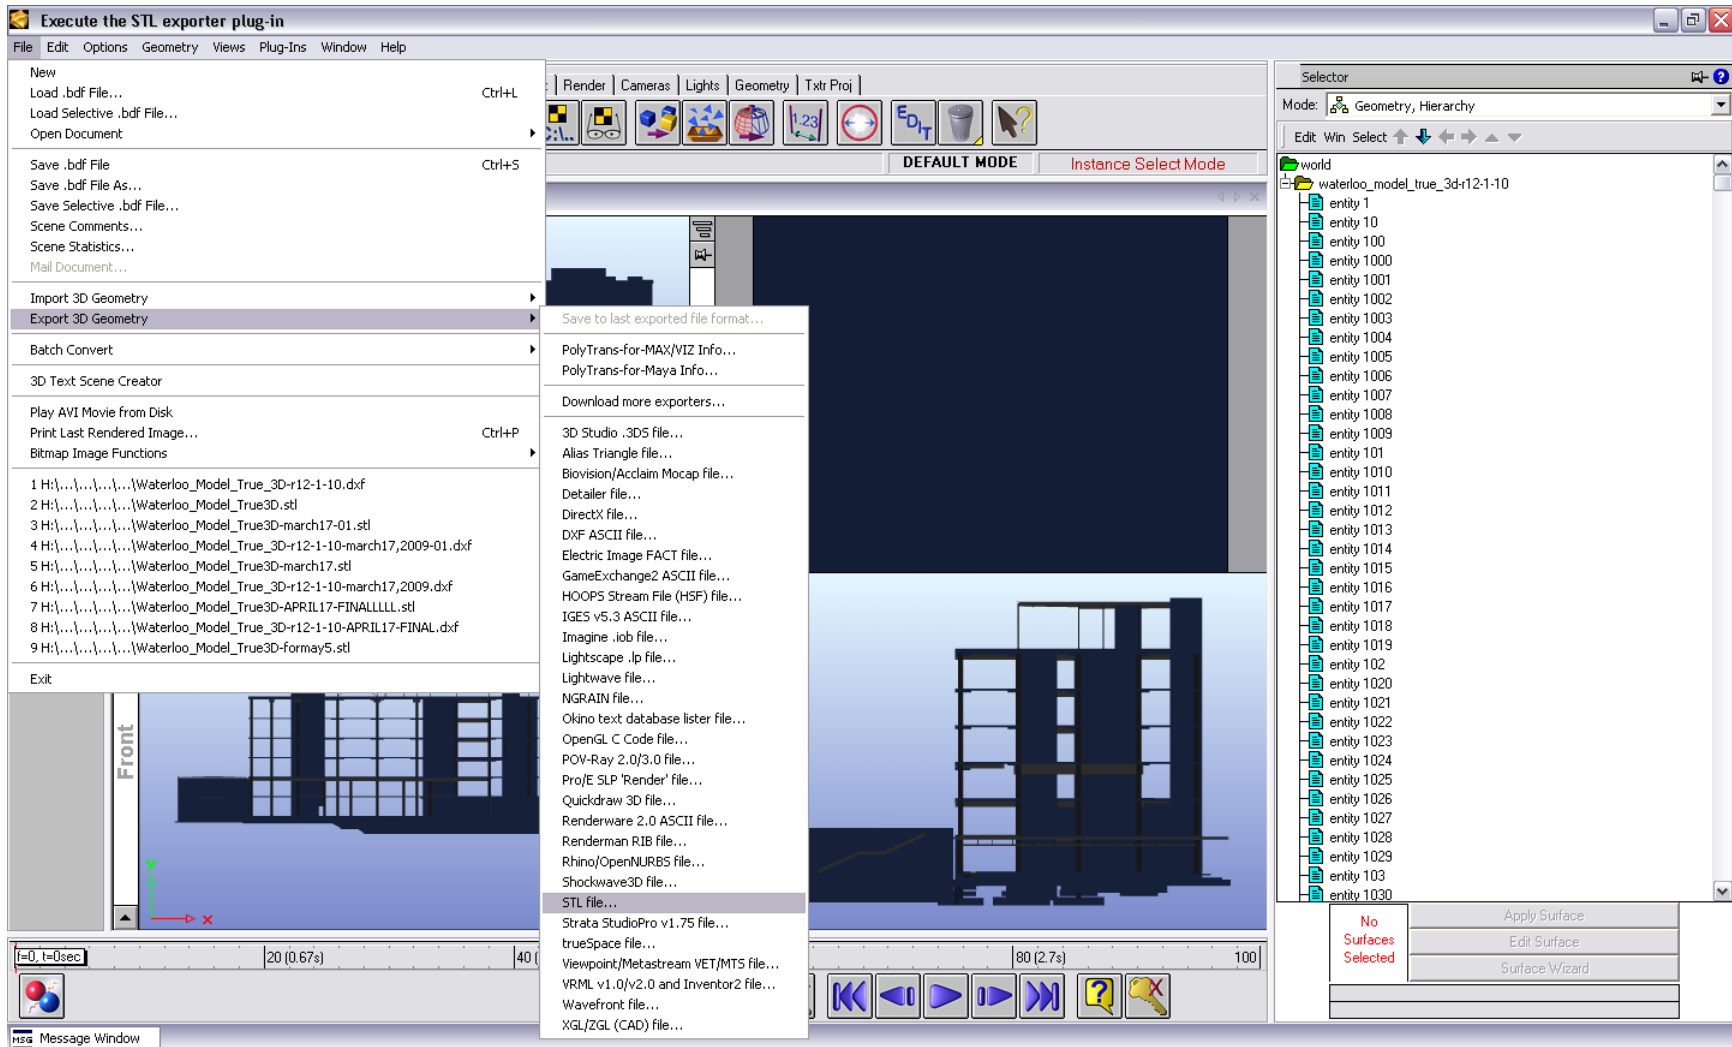 Execute the STL exporter plug-in
File Edit Options Geometry Views Plug-Ins Window Help
New
Load .bdf File... Ctrl+L
Load Selective .bdf File...
Open Document
Save .bdf File Ctrl+S
Save .bdf File As...
Save Selective .bdf File...
Scene Comments...
Scene Statistics...
Mail Document...
Import 3D Geometry
Export 3D Geometry
Batch Convert
3D Text Scene Creator
Play AVI Movie from Disk
Print Last Rendered Image... Ctrl+P
Bitmap Image Functions
1 H:\...\...\...\...\Waterloo_Model_True_3D-r12-1-10.dxf
2 H:\...\...\...\...\Waterloo_Model_True3D.stl
3 H:\...\...\...\...\Waterloo_Model_True3D-march17-01.stl
4 H:\...\...\...\...\Waterloo_Model_True_3D-r12-1-10-march17,2009-01.dxf
5 H:\...\...\...\...\Waterloo_Model_True3D-march17.stl
6 H:\...\...\...\...\Waterloo_Model_True_3D-r12-1-10-march17,2009.dxf
7 H:\...\...\...\...\Waterloo_Model_True3D-APRIL17-FINALLLLL.stl
8 H:\...\...\...\...\Waterloo_Model_True_3D-r12-1-10-APRIL17-FINAL.dxf
9 H:\...\...\...\...\Waterloo_Model_True3D-formay5.stl
Exit
Save to last exported file format...
PolyTrans-for-MAX/VIZ Info...
PolyTrans-for-Maya Info...
Download more exporters...
3D Studio .3DS file...
Alias Triangle file...
Biovision/Acclaim Mocap file...
Detailer file...
DirectX file...
DXF ASCII file...
Electric Image FACT file...
GameExchange2 ASCII file...
HOOPS Stream File (HSF) file...
IGES v5.3 ASCII file...
Imagine .iob file...
Lightscape .lp file...
Lightwave file...
NGRAIN file...
Okino text database lister file...
OpenGL C Code file...
POV-Ray 2.0/3.0 file...
Pro/E SLP 'Render' file...
Quickdraw 3D file...
Renderware 2.0 ASCII file...
Renderman RIB file...
Rhino/OpenNURBS file...
Shockwave3D file...
STL file...
Strata StudioPro v1.75 file...
trueSpace file...
Viewpoint/Metastream VET/MTS file...
VRML v1.0/v2.0 and Inventor2 file...
Wavefront file...
XGL/ZGL (CAD) file...
Render Cameras Lights Geometry Txtr Proj
C:\.. 1.23 EDIT
DEFAULT MODE Instance Select Mode
Front
y
x
f=0, t=0sec 20 (0.67s) 40 ( 80 (2.7s) 100
MSG Message Window
Selector
Mode: Geometry, Hierarchy
Edit Win Select
world
waterloo_model_true_3d-r12-1-10
entity 1
entity 10
entity 100
entity 1000
entity 1001
entity 1002
entity 1003
entity 1004
entity 1005
entity 1006
entity 1007
entity 1008
entity 1009
entity 101
entity 1010
entity 1011
entity 1012
entity 1013
entity 1014
entity 1015
entity 1016
entity 1017
entity 1018
entity 1019
entity 102
entity 1020
entity 1021
entity 1022
entity 1023
entity 1024
entity 1025
entity 1026
entity 1027
entity 1028
entity 1029
entity 103
entity 1030
No
Surfaces
Selected
Apply Surface
Edit Surface
Surface Wizard